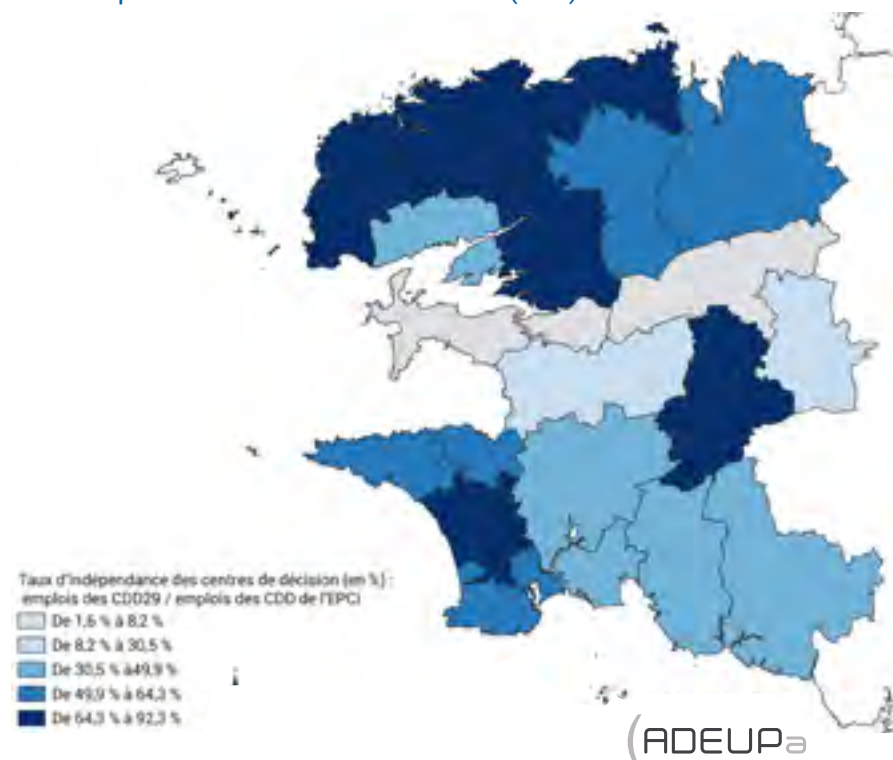 Taux d'indépendance des centres de décision (en %) :
emplois des CDD29 / emplois des CDD de l'EPCI
De 1,6 % à 8,2 %
De 8,2 % à 30,5 %
De 30,5 % à49,9 %
De 49,9 % à 64,3 %
De 64,3 % à 92,3 %
(ADEUPa